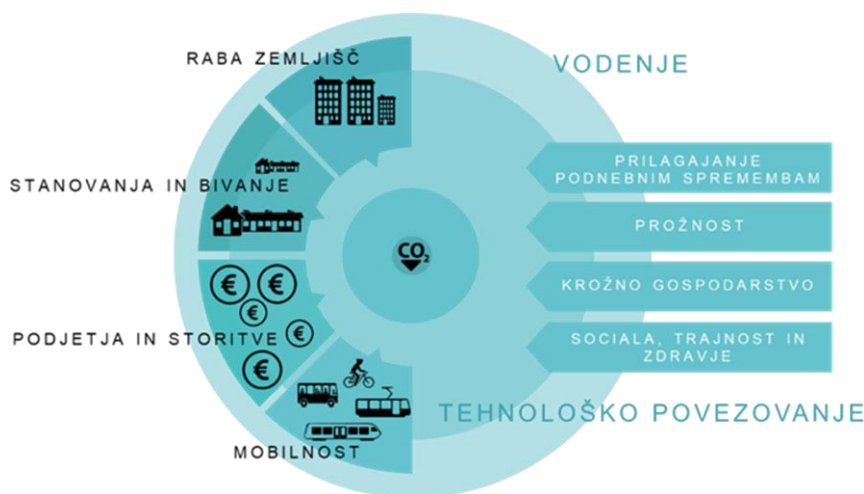 RABA ZEMLJIŠČ
STANOVANJA IN BIVANJE
PODJETJA IN STORITVE
MOBILNOST
CO₂
VODENJE
PRILAGAJANJE
PODNEBNIM SPREMEMBAM
PROŽNOST
KROŽNO GOSPODARSTVO
SOCIALA, TRAJNOST IN
ZDRAVJE
TEHNOLOŠKO POVEZOVANJE
€
€
€
€
€